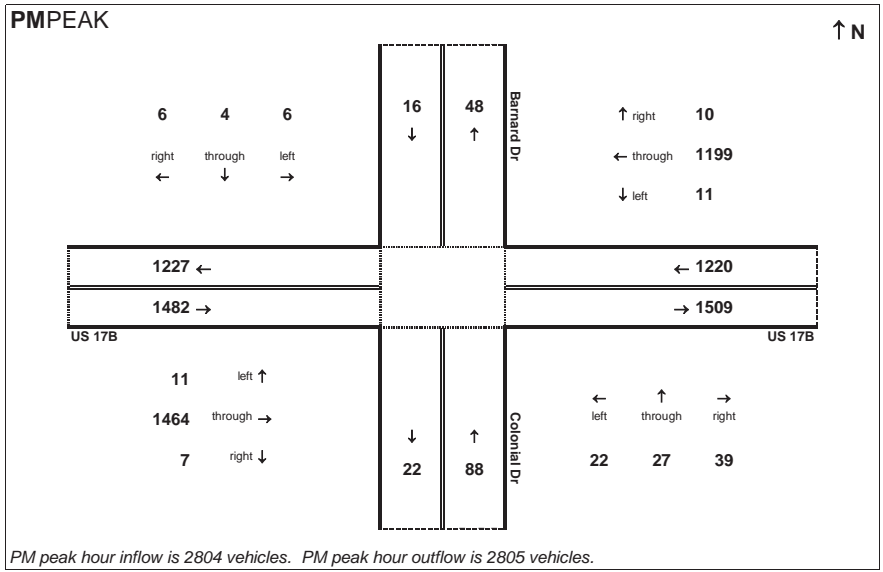 PMPEAK
↑ N
6 4 6
right through left
← ↓ →
16 48
↓ ↑
Barnard Dr
↑ right 10
← through 1199
↓ left 11
1227 ←
← 1220
1482 →
→ 1509
US 17B
US 17B
11 left ↑
1464 through →
7 right ↓
↓ ↑
22 88
Colonial Dr
← ↑ →
left through right
22 27 39
PM peak hour inflow is 2804 vehicles. PM peak hour outflow is 2805 vehicles.